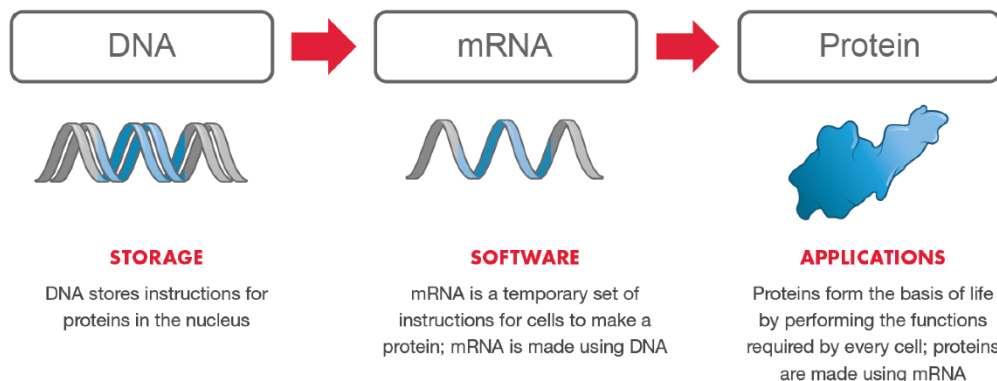 DNA
mRNA
Protein
STORAGE
DNA stores instructions for
proteins in the nucleus
SOFTWARE
mRNA is a temporary set of
instructions for cells to make a
protein; mRNA is made using DNA
APPLICATIONS
Proteins form the basis of life
by performing the functions
required by every cell; proteins
are made using mRNA